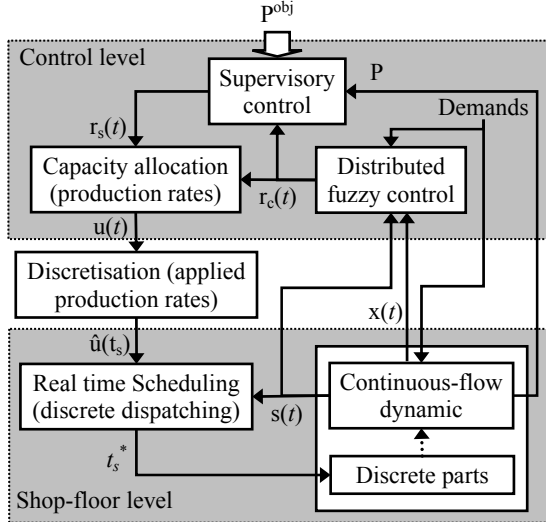 P^obj
Control level
Supervisory
control
P
Demands
r_s(t)
Capacity allocation
(production rates)
r_c(t)
Distributed
fuzzy control
u(t)
Discretisation (applied
production rates)
x(t)
û(t_s)
Real time Scheduling
(discrete dispatching)
s(t)
Continuous-flow
dynamic
t_s^*
Discrete parts
Shop-floor level